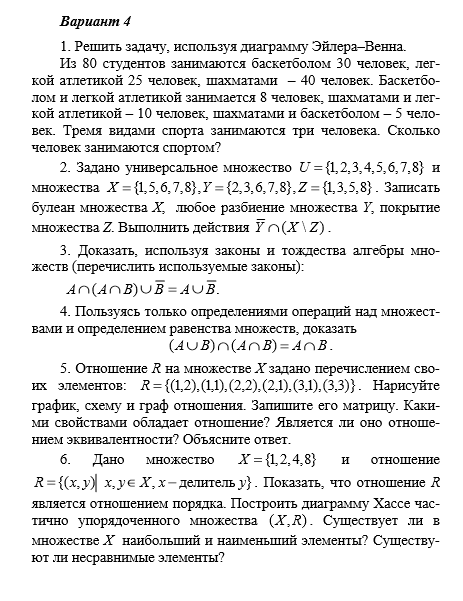 Вариант 4
1. Решить задачу, используя диаграмму Эйлера–Венна.
Из 80 студентов занимаются баскетболом 30 человек, лег-
кой атлетикой 25 человек, шахматами – 40 человек. Баскетбо-
лом и легкой атлетикой занимается 8 человек, шахматами и лег-
кой атлетикой – 10 человек, шахматами и баскетболом – 5 чело-
век. Тремя видами спорта занимаются три человека. Сколько
человек занимаются спортом?
2. Задано универсальное множество U = {1,2,3,4,5,6,7,8} и
множества X = {1,5,6,7,8}, Y = {2,3,6,7,8}, Z = {1,3,5,8}. Записать
булеан множества X, любое разбиение множества Y, покрытие
множества Z. Выполнить действия Y̅ ∩ (X \ Z).
3. Доказать, используя законы и тождества алгебры мно-
жеств (перечислить используемые законы):
A ∩ (A ∩ B) ∪ B̅ = A ∪ B̅.
4. Пользуясь только определениями операций над множест-
вами и определением равенства множеств, доказать
(A ∪ B) ∩ (A ∩ B) = A ∩ B.
5. Отношение R на множестве X задано перечислением сво-
их элементов: R = {(1,2),(1,1),(2,2),(2,1),(3,1),(3,3)}. Нарисуйте
график, схему и граф отношения. Запишите его матрицу. Каки-
ми свойствами обладает отношение? Является ли оно отноше-
нием эквивалентности? Объясните ответ.
6. Дано множество X = {1,2,4,8} и отношение
R = {(x, y)| x, y ∈ X, x – делитель y}. Показать, что отношение R
является отношением порядка. Построить диаграмму Хассе час-
тично упорядоченного множества (X, R). Существует ли в
множестве X наибольший и наименьший элементы? Существу-
ют ли несравнимые элементы?